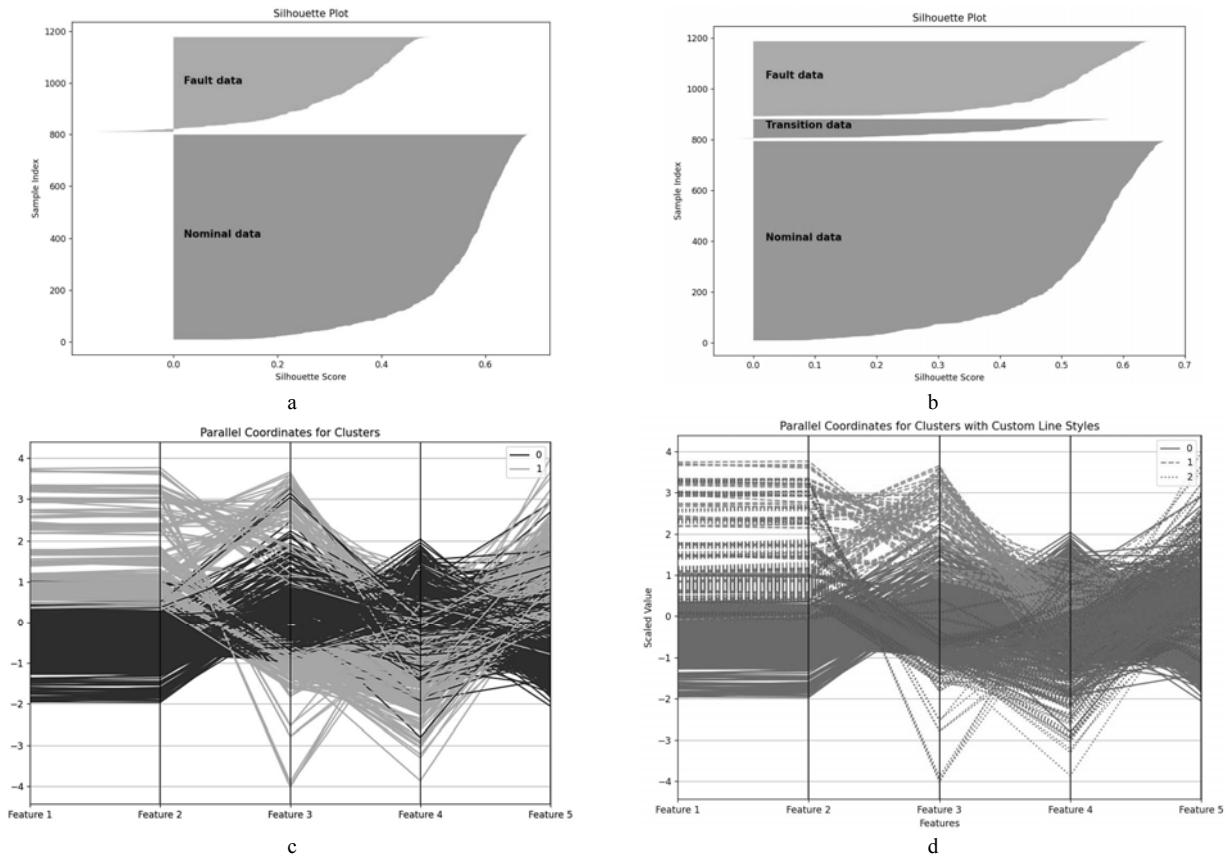 Silhouette Plot
1200
1000
800
600
400
200
0
Sample Index
Fault data
Nominal data
0.0 0.2 0.4 0.6
Silhouette Score
a
Silhouette Plot
1200
1000
800
600
400
200
0
Sample Index
Fault data
Transition data
Nominal data
0.0 0.1 0.2 0.3 0.4 0.5 0.6 0.7
Silhouette Score
b
Parallel Coordinates for Clusters
0
1
4
3
2
1
0
−1
−2
−3
−4
Feature 1 Feature 2 Feature 3 Feature 4 Feature 5
c
Parallel Coordinates for Clusters with Custom Line Styles
0
1
2
4
3
2
1
0
−1
−2
−3
−4
Scaled Value
Feature 1 Feature 2 Feature 3 Feature 4 Feature 5
Features
d